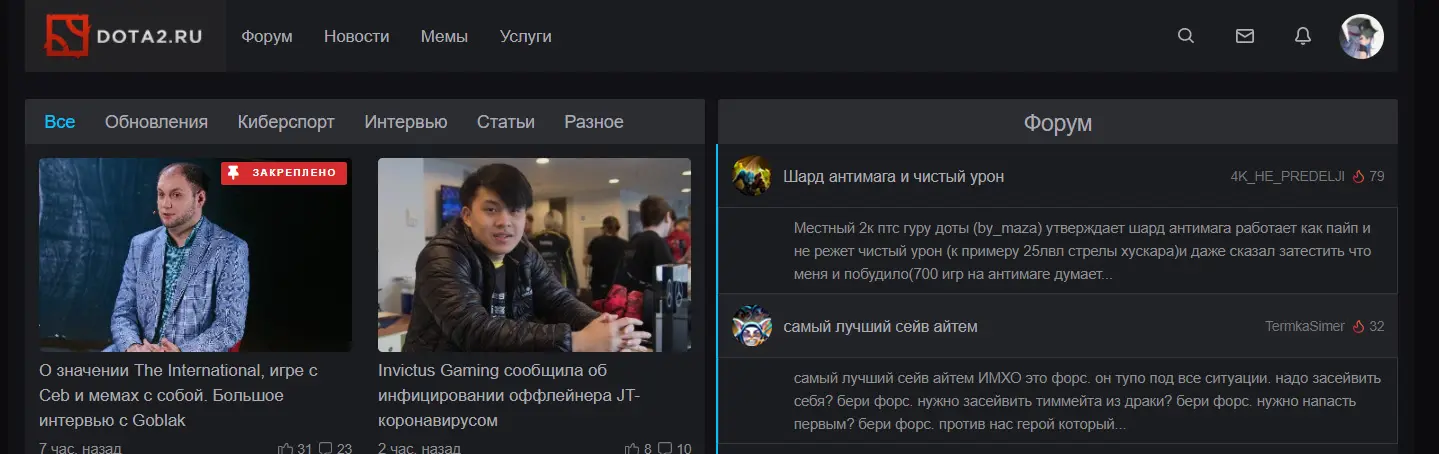 DOTA2.RU
Форум Новости Мемы Услуги
Все Обновления Киберспорт Интервью Статьи Разное
ЗАКРЕПЛЕНО
О значении The International, игре с
Ceb и мемах с собой. Большое
интервью с Goblak
7 час. назад 31 23
Invictus Gaming сообщила об
инфицировании оффлейнера JT-
коронавирусом
2 час. назад 8 10
Форум
Шард антимага и чистый урон 4K_HE_PREDELJI 79
Местный 2к птс гуру доты (by_maza) утверждает шард антимага работает как пайп и
не режет чистый урон (к примеру 25лвл стрелы хускара)и даже сказал затестить что
меня и побудило(700 игр на антимаге думает...
самый лучший сейв айтем TermkaSimer 32
самый лучший сейв айтем ИМХО это форс. он тупо под все ситуации. надо засейвить
себя? бери форс. нужно засейвить тиммейта из драки? бери форс. нужно напасть
первым? бери форс. против нас герой который...